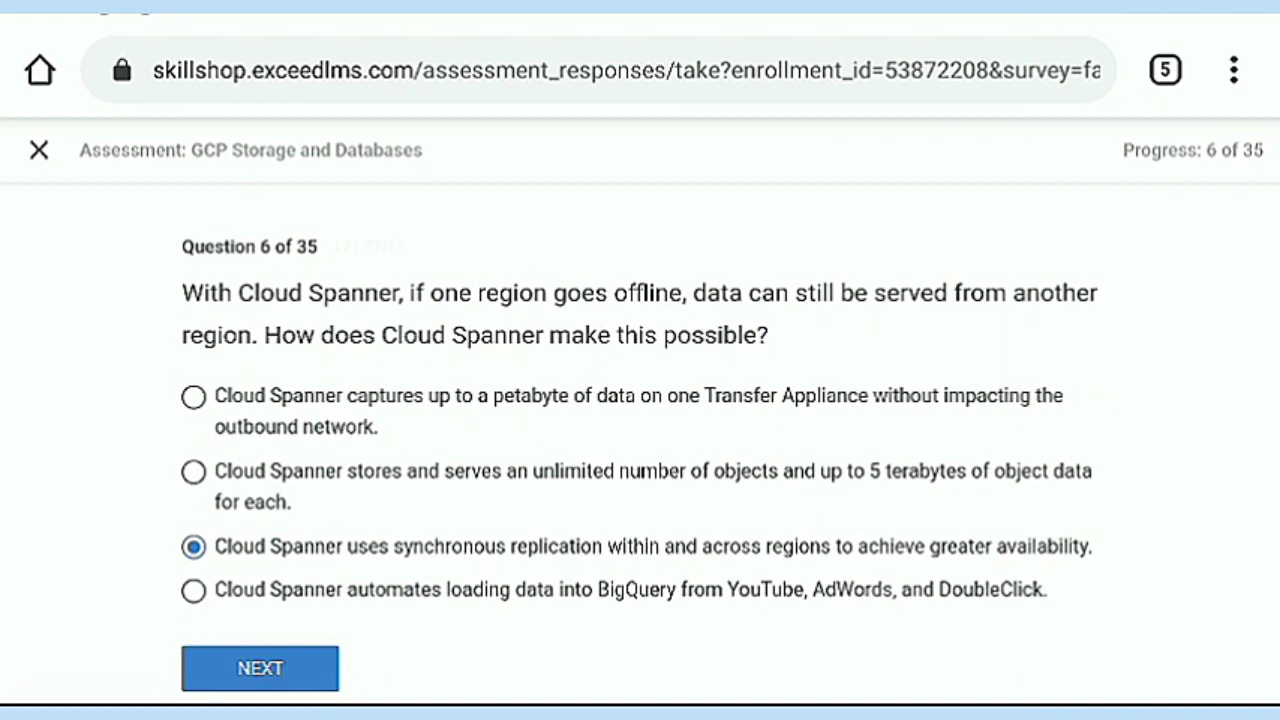 skillshop.exceedlms.com/assessment_responses/take?enrollment_id=53872208&survey=fa
5
Assessment: GCP Storage and Databases
Progress: 6 of 35
Question 6 of 35
With Cloud Spanner, if one region goes offline, data can still be served from another
region. How does Cloud Spanner make this possible?
Cloud Spanner captures up to a petabyte of data on one Transfer Appliance without impacting the
outbound network.
Cloud Spanner stores and serves an unlimited number of objects and up to 5 terabytes of object data
for each.
Cloud Spanner uses synchronous replication within and across regions to achieve greater availability.
Cloud Spanner automates loading data into BigQuery from YouTube, AdWords, and DoubleClick.
NEXT